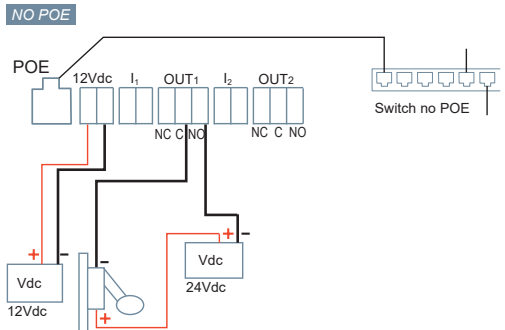 NO POE
POE
12Vdc I₁ OUT₁ I₂ OUT₂
NC C NO NC C NO
Switch no POE
+ - + -
Vdc
12Vdc
Vdc
24Vdc
-
+